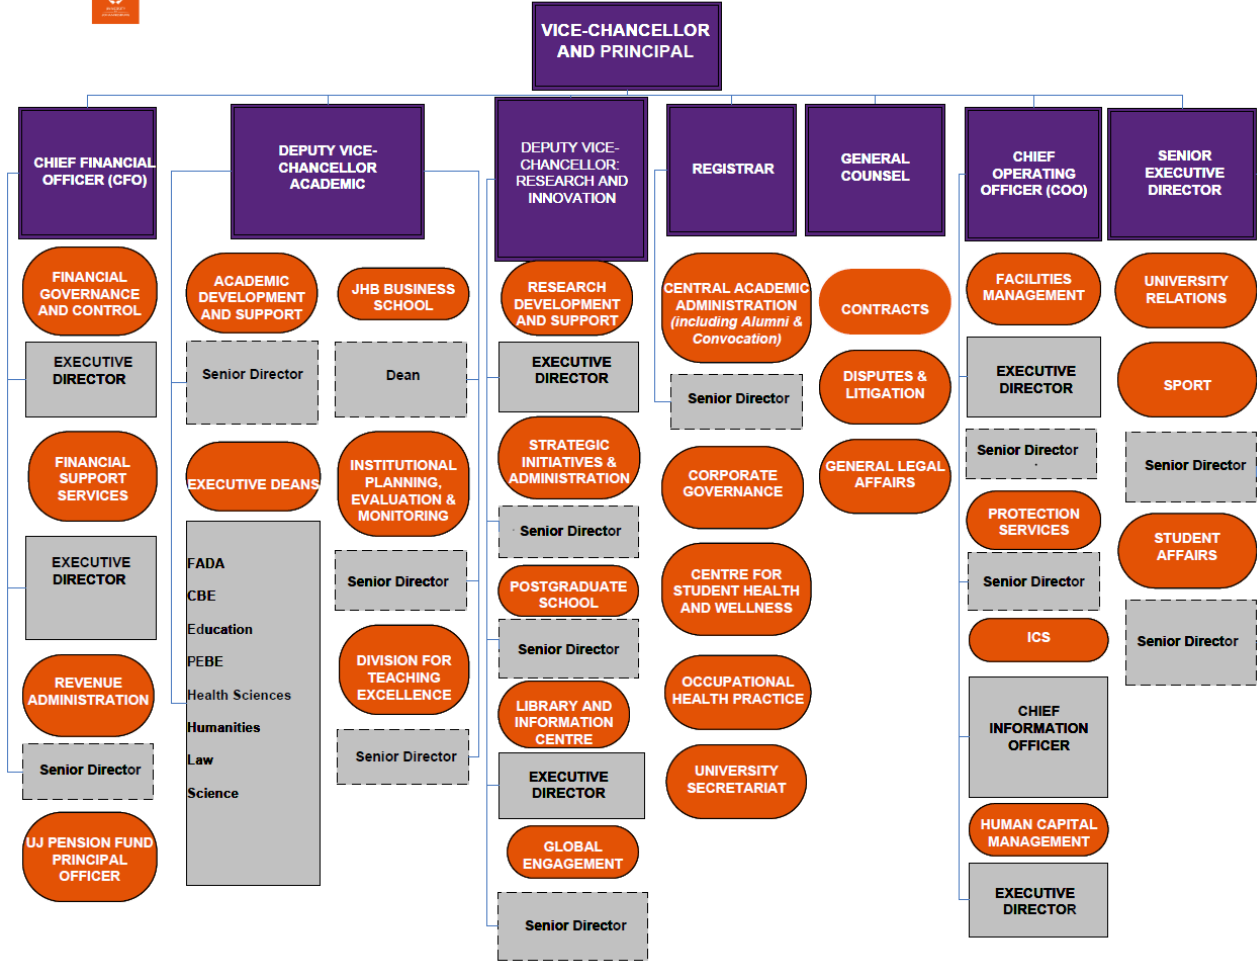 VICE-CHANCELLOR
AND PRINCIPAL
CHIEF FINANCIAL
OFFICER (CFO)
FINANCIAL
GOVERNANCE
AND CONTROL
EXECUTIVE
DIRECTOR
FINANCIAL
SUPPORT
SERVICES
EXECUTIVE
DIRECTOR
REVENUE
ADMINISTRATION
Senior Director
UJ PENSION FUND
PRINCIPAL
OFFICER
DEPUTY VICE-
CHANCELLOR
ACADEMIC
ACADEMIC
DEVELOPMENT
AND SUPPORT
Senior Director
EXECUTIVE DEANS
FADA
CBE
Education
PEBE
Health Sciences
Humanities
Law
Science
JHB BUSINESS
SCHOOL
Dean
INSTITUTIONAL
PLANNING,
EVALUATION &
MONITORING
Senior Director
DIVISION FOR
TEACHING
EXCELLENCE
Senior Director
DEPUTY VICE-
CHANCELLOR:
RESEARCH AND
INNOVATION
RESEARCH
DEVELOPMENT
AND SUPPORT
EXECUTIVE
DIRECTOR
STRATEGIC
INITIATIVES &
ADMINISTRATION
Senior Director
POSTGRADUATE
SCHOOL
Senior Director
LIBRARY AND
INFORMATION
CENTRE
EXECUTIVE
DIRECTOR
GLOBAL
ENGAGEMENT
Senior Director
REGISTRAR
CENTRAL ACADEMIC
ADMINISTRATION
(including Alumni &
Convocation)
Senior Director
CORPORATE
GOVERNANCE
CENTRE FOR
STUDENT HEALTH
AND WELLNESS
OCCUPATIONAL
HEALTH PRACTICE
UNIVERSITY
SECRETARIAT
GENERAL
COUNSEL
CONTRACTS
DISPUTES &
LITIGATION
GENERAL LEGAL
AFFAIRS
CHIEF
OPERATING
OFFICER (COO)
FACILITIES
MANAGEMENT
EXECUTIVE
DIRECTOR
Senior Director
PROTECTION
SERVICES
Senior Director
ICS
CHIEF
INFORMATION
OFFICER
HUMAN CAPITAL
MANAGEMENT
EXECUTIVE
DIRECTOR
SENIOR
EXECUTIVE
DIRECTOR
UNIVERSITY
RELATIONS
SPORT
Senior Director
STUDENT
AFFAIRS
Senior Director